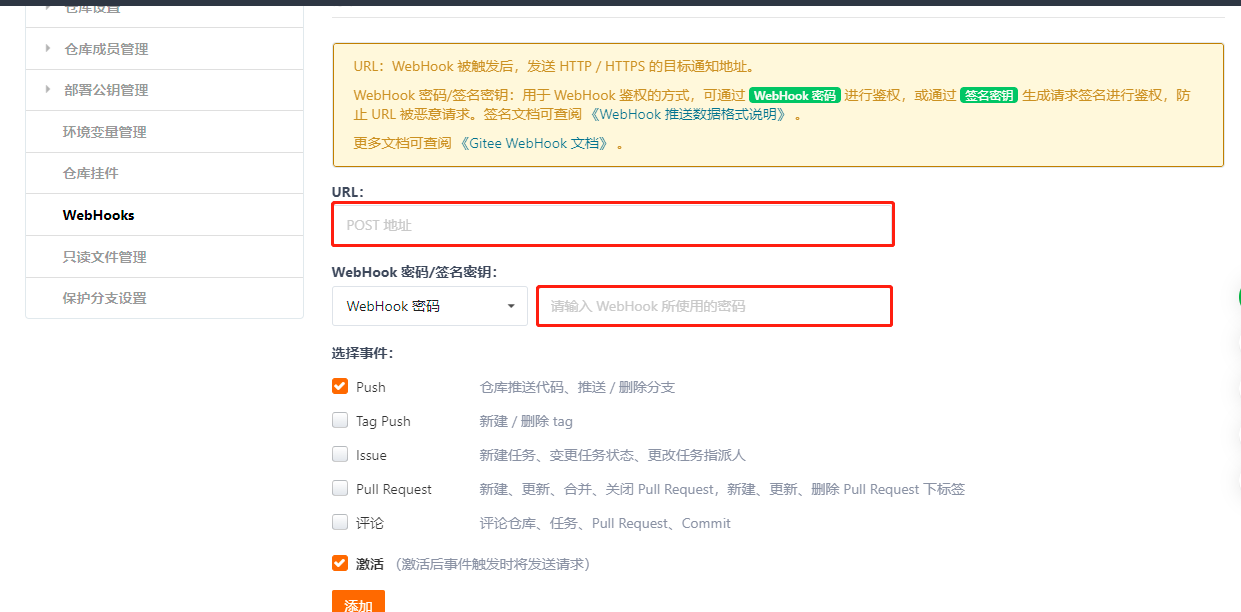 仓库设置
仓库成员管理
部署公钥管理
环境变量管理
仓库挂件
WebHooks
只读文件管理
保护分支设置
URL：WebHook 被触发后，发送 HTTP / HTTPS 的目标通知地址。
WebHook 密码/签名密钥：用于 WebHook 鉴权的方式，可通过 WebHook 密码 进行鉴权，或通过 签名密钥 生成请求签名进行鉴权，防
止 URL 被恶意请求。签名文档可查阅 《WebHook 推送数据格式说明》 。
更多文档可查阅 《Gitee WebHook 文档》 。
URL：
POST 地址
WebHook 密码/签名密钥：
WebHook 密码 请输入 WebHook 所使用的密码
选择事件：
Push 仓库推送代码、推送 / 删除分支
Tag Push 新建 / 删除 tag
Issue 新建任务、变更任务状态、更改任务指派人
Pull Request 新建、更新、合并、关闭 Pull Request，新建、更新、删除 Pull Request 下标签
评论 评论仓库、任务、Pull Request、Commit
激活 （激活后事件触发时将发送请求）
添加